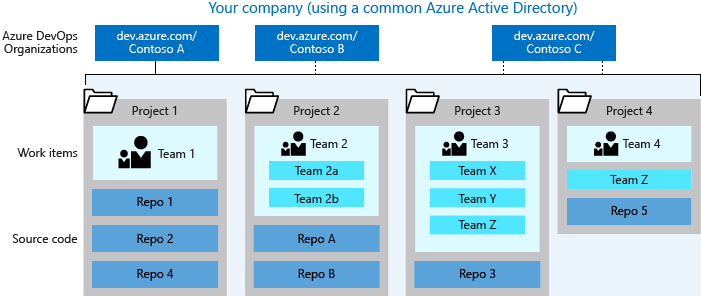 Your company (using a common Azure Active Directory)
Azure DevOps
Organizations
dev.azure.com/
Contoso A
dev.azure.com/
Contoso B
dev.azure.com/
Contoso C
Project 1
Project 2
Project 3
Project 4
Work items
Team 1
Team 2
Team 2a
Team 2b
Team 3
Team X
Team Y
Team Z
Team 4
Team Z
Source code
Repo 1
Repo 2
Repo 4
Repo A
Repo B
Repo 3
Repo 5